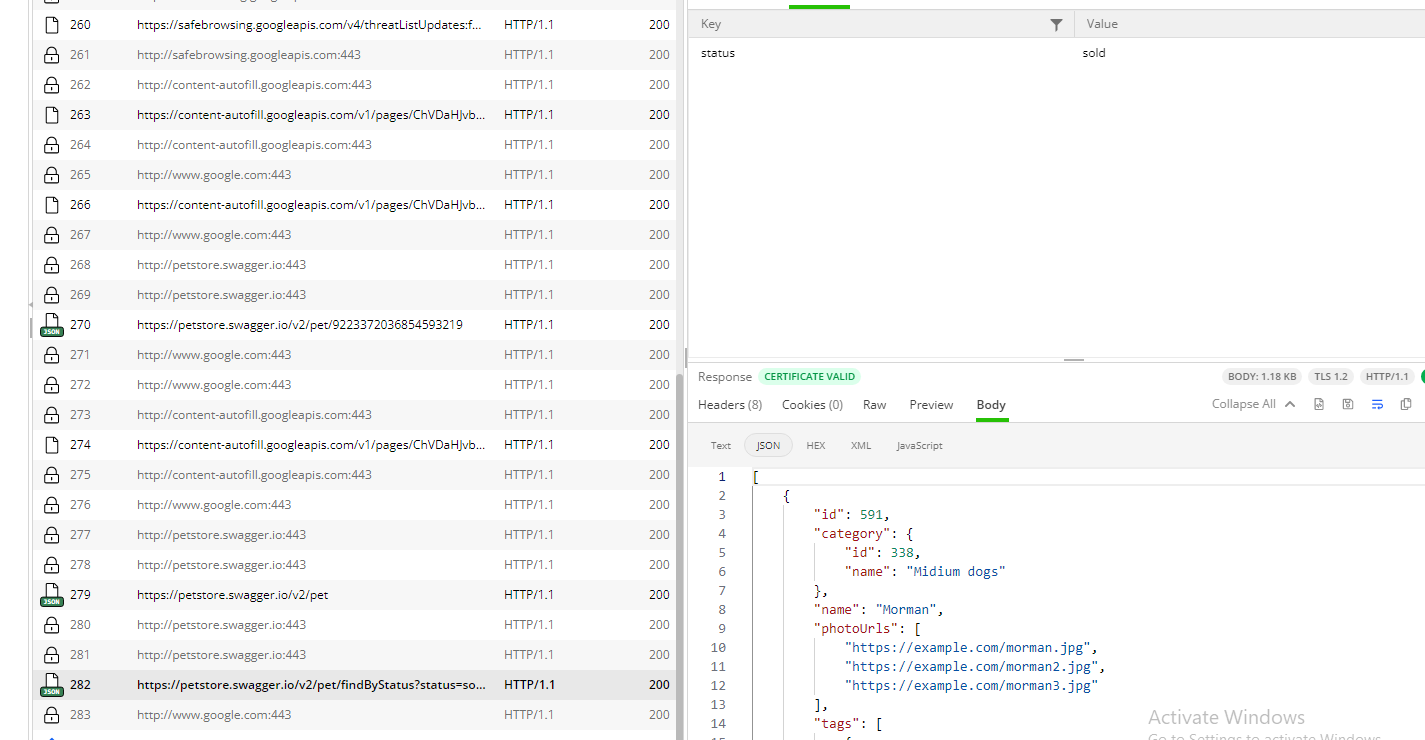 260 https://safebrowsing.googleapis.com/v4/threatListUpdates:f... HTTP/1.1 200
261 http://safebrowsing.googleapis.com:443 HTTP/1.1 200
262 http://content-autofill.googleapis.com:443 HTTP/1.1 200
263 https://content-autofill.googleapis.com/v1/pages/ChVDaHJvb... HTTP/1.1 200
264 http://content-autofill.googleapis.com:443 HTTP/1.1 200
265 http://www.google.com:443 HTTP/1.1 200
266 https://content-autofill.googleapis.com/v1/pages/ChVDaHJvb... HTTP/1.1 200
267 http://www.google.com:443 HTTP/1.1 200
268 http://petstore.swagger.io:443 HTTP/1.1 200
269 http://petstore.swagger.io:443 HTTP/1.1 200
JSON 270 https://petstore.swagger.io/v2/pet/9223372036854593219 HTTP/1.1 200
271 http://www.google.com:443 HTTP/1.1 200
272 http://www.google.com:443 HTTP/1.1 200
273 http://content-autofill.googleapis.com:443 HTTP/1.1 200
274 https://content-autofill.googleapis.com/v1/pages/ChVDaHJvb... HTTP/1.1 200
275 http://content-autofill.googleapis.com:443 HTTP/1.1 200
276 http://www.google.com:443 HTTP/1.1 200
277 http://petstore.swagger.io:443 HTTP/1.1 200
278 http://petstore.swagger.io:443 HTTP/1.1 200
JSON 279 https://petstore.swagger.io/v2/pet HTTP/1.1 200
280 http://petstore.swagger.io:443 HTTP/1.1 200
281 http://petstore.swagger.io:443 HTTP/1.1 200
JSON 282 https://petstore.swagger.io/v2/pet/findByStatus?status=so... HTTP/1.1 200
283 http://www.google.com:443 HTTP/1.1 200
Key Value
status sold
Response CERTIFICATE VALID BODY: 1.18 KB TLS 1.2 HTTP/1.1
Headers (8) Cookies (0) Raw Preview Body Collapse All
Text JSON HEX XML JavaScript
1 [
2 {
3 "id": 591,
4 "category": {
5 "id": 338,
6 "name": "Midium dogs"
7 },
8 "name": "Morman",
9 "photoUrls": [
10 "https://example.com/morman.jpg",
11 "https://example.com/morman2.jpg",
12 "https://example.com/morman3.jpg"
13 ],
14 "tags": [
Activate Windows
Go to Settings to activate Windows.